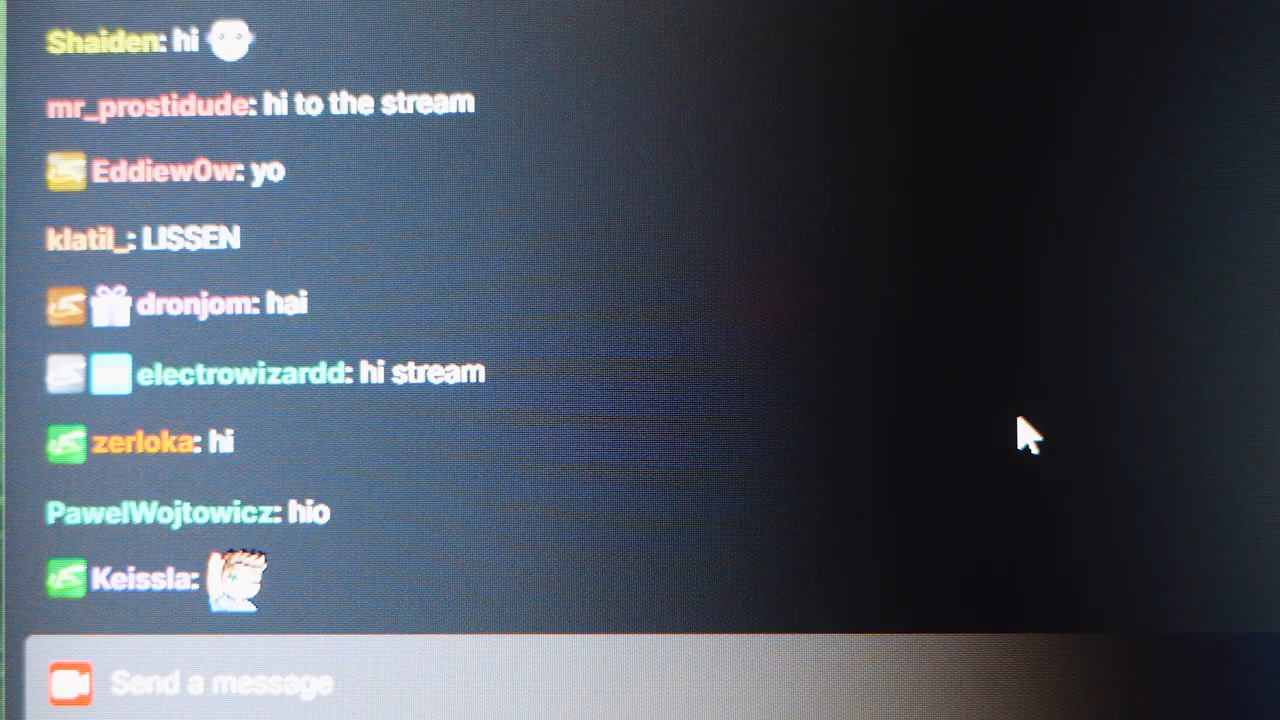 Shaiden: hi
mr_prostidude: hi to the stream
Eddiew0w: yo
klatil_: LISSEN
dronjom: hai
electrowizardd: hi stream
zerloka: hi
PawelWojtowicz: hio
Keissla:
Send a message